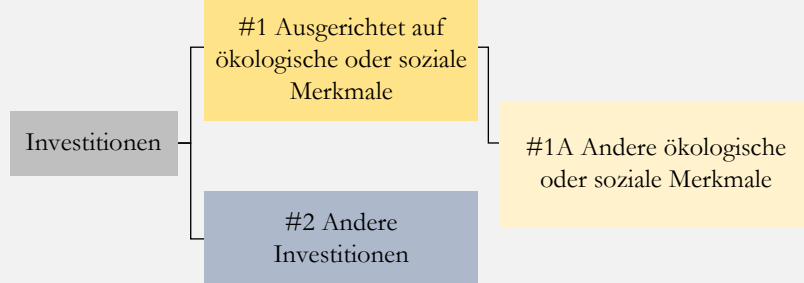 #1 Ausgerichtet auf
ökologische oder soziale
Merkmale
Investitionen
#1A Andere ökologische
oder soziale Merkmale
#2 Andere
Investitionen